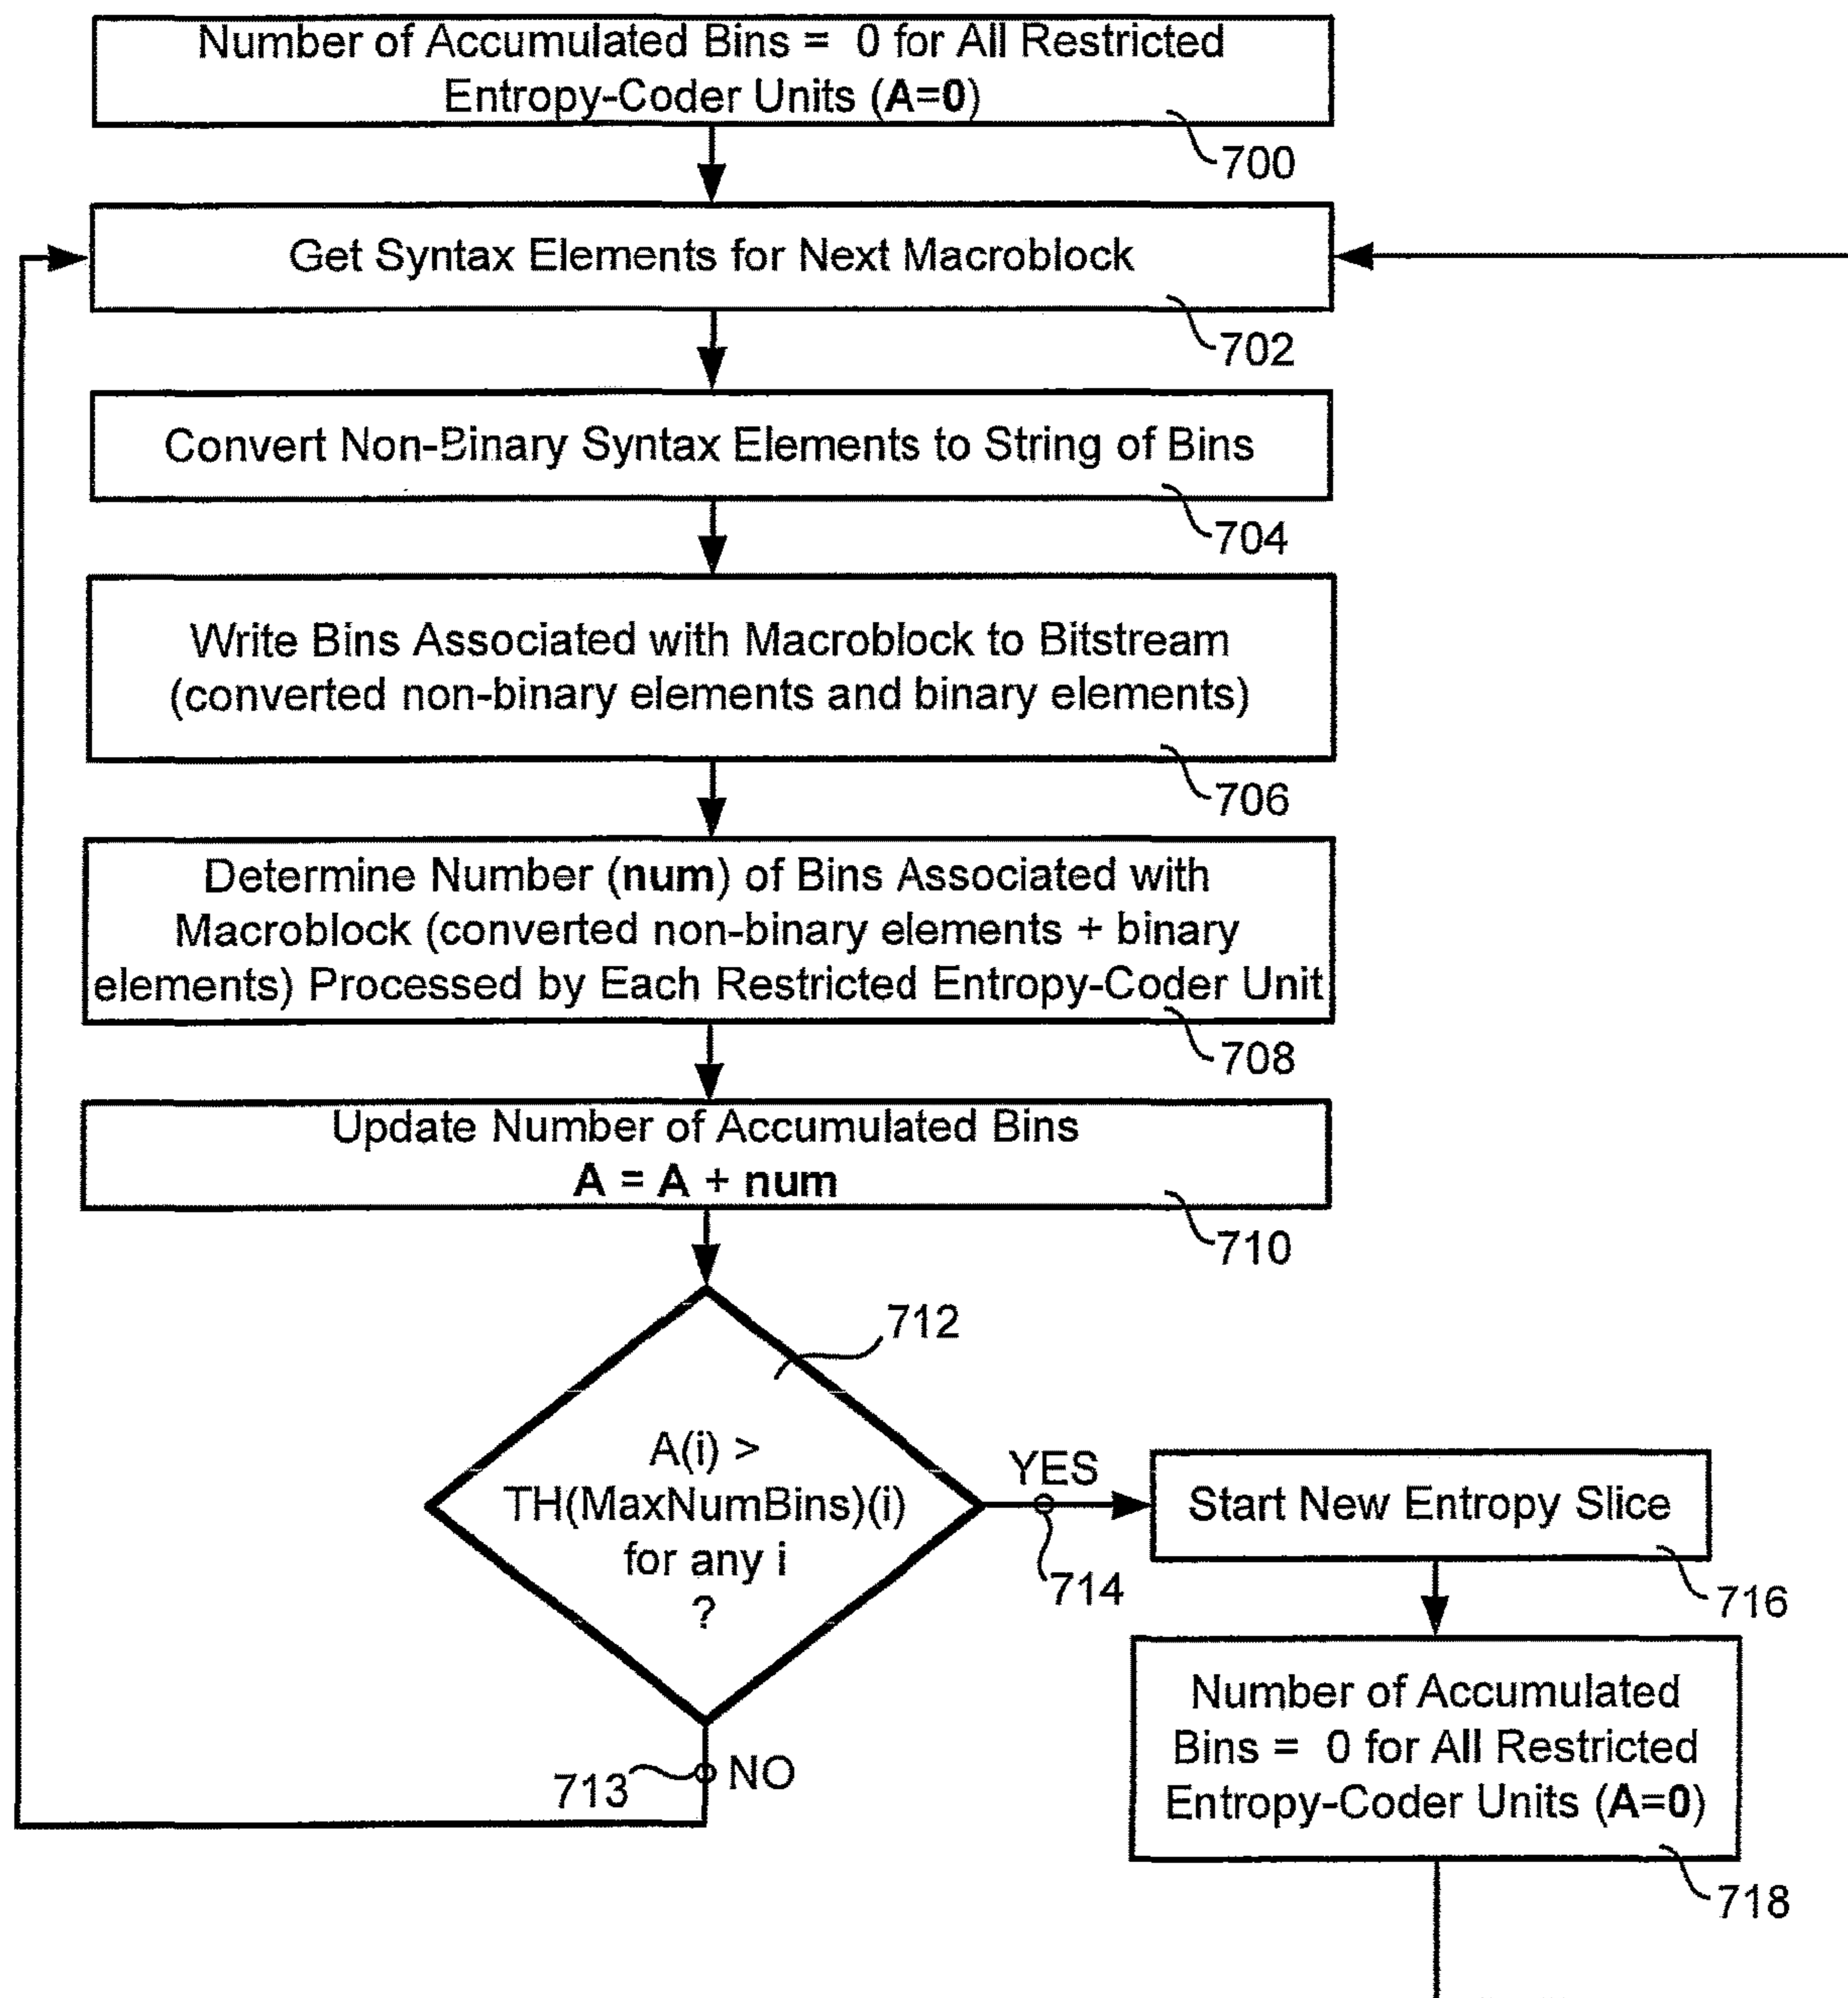 Number of Accumulated Bins = 0 for All Restricted
Entropy-Coder Units (A=0)
700
Get Syntax Elements for Next Macroblock
702
Convert Non-Binary Syntax Elements to String of Bins
704
Write Bins Associated with Macroblock to Bitstream
(converted non-binary elements and binary elements)
706
Determine Number (num) of Bins Associated with
Macroblock (converted non-binary elements + binary
elements) Processed by Each Restricted Entropy-Coder Unit
708
Update Number of Accumulated Bins
A = A + num
710
712
A(i) >
TH(MaxNumBins)(i)
for any i
?
YES
714
Start New Entropy Slice
716
713
NO
Number of Accumulated
Bins = 0 for All Restricted
Entropy-Coder Units (A=0)
718